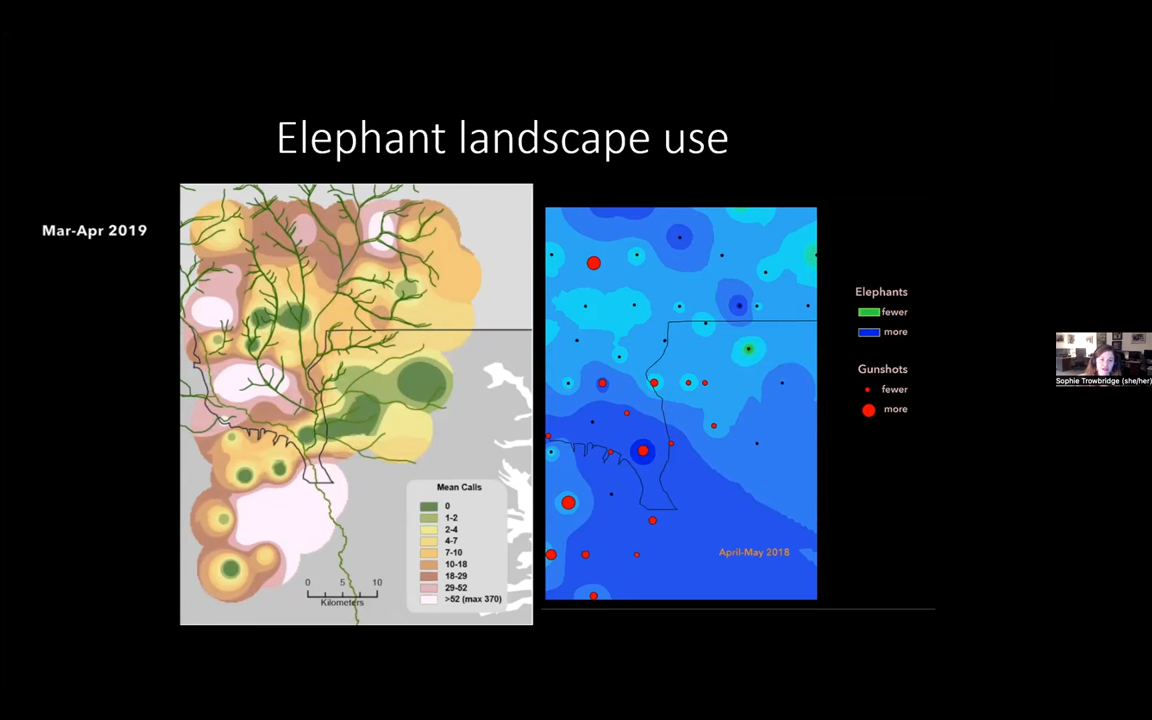 Elephant landscape use
Mar-Apr 2019
Mean Calls
0
1-2
2-4
4-7
7-10
10-18
18-29
29-52
>52 (max 370)
0 5 10
Kilometers
April-May 2018
Elephants
fewer
more
Gunshots
fewer
more
Sophie Trowbridge (she/her)